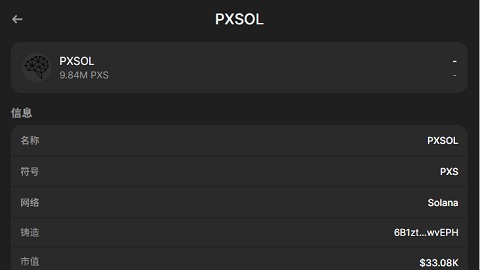 PXSOL
PXSOL -
9.84M PXS -
信息
名称 PXSOL
符号 PXS
网络 Solana
铸造 6B1zt...wvEPH
市值 $33.08K